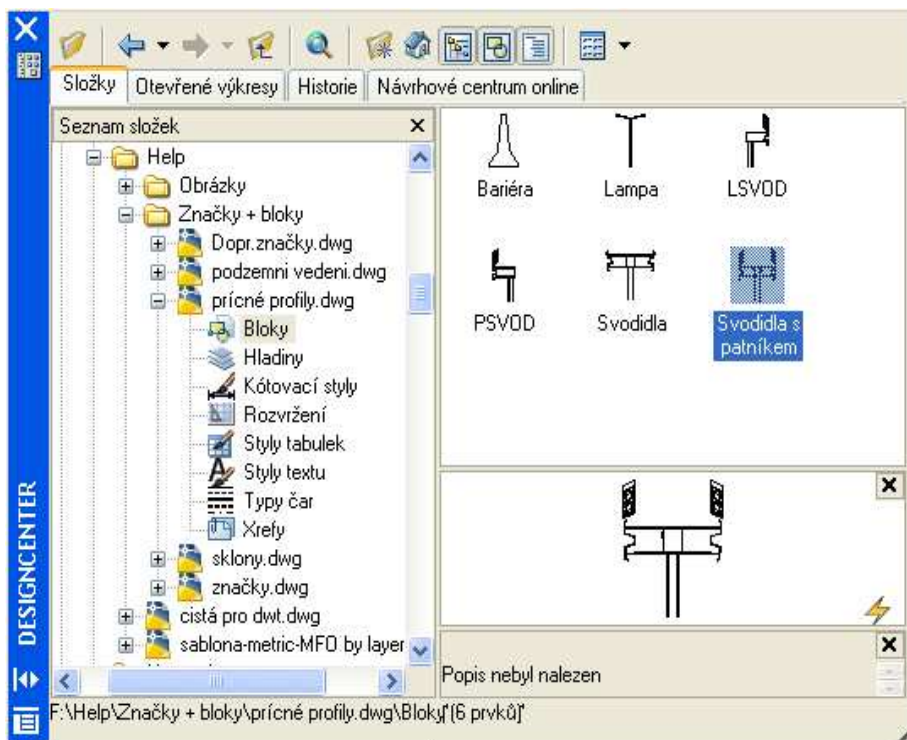 Složky Otevřené výkresy Historie Návrhové centrum online
Seznam složek
Help
Obrázky
Značky + bloky
Dopr.značky.dwg
podzemni vedeni.dwg
prícné profily.dwg
Bloky
Hladiny
Kótovací styly
Rozvržení
Styly tabulek
Styly textu
Typy čar
Xrefy
sklony.dwg
značky.dwg
cistá pro dwt.dwg
sablona-metric-MFO by layer
Bariéra
Lampa
LSVOD
PSVOD
Svodidla
Svodidla s
patníkem
Popis nebyl nalezen
DESIGNCENTER
F:\Help\Značky + bloky\prícné profily.dwg\Bloky"(6 prvků)"